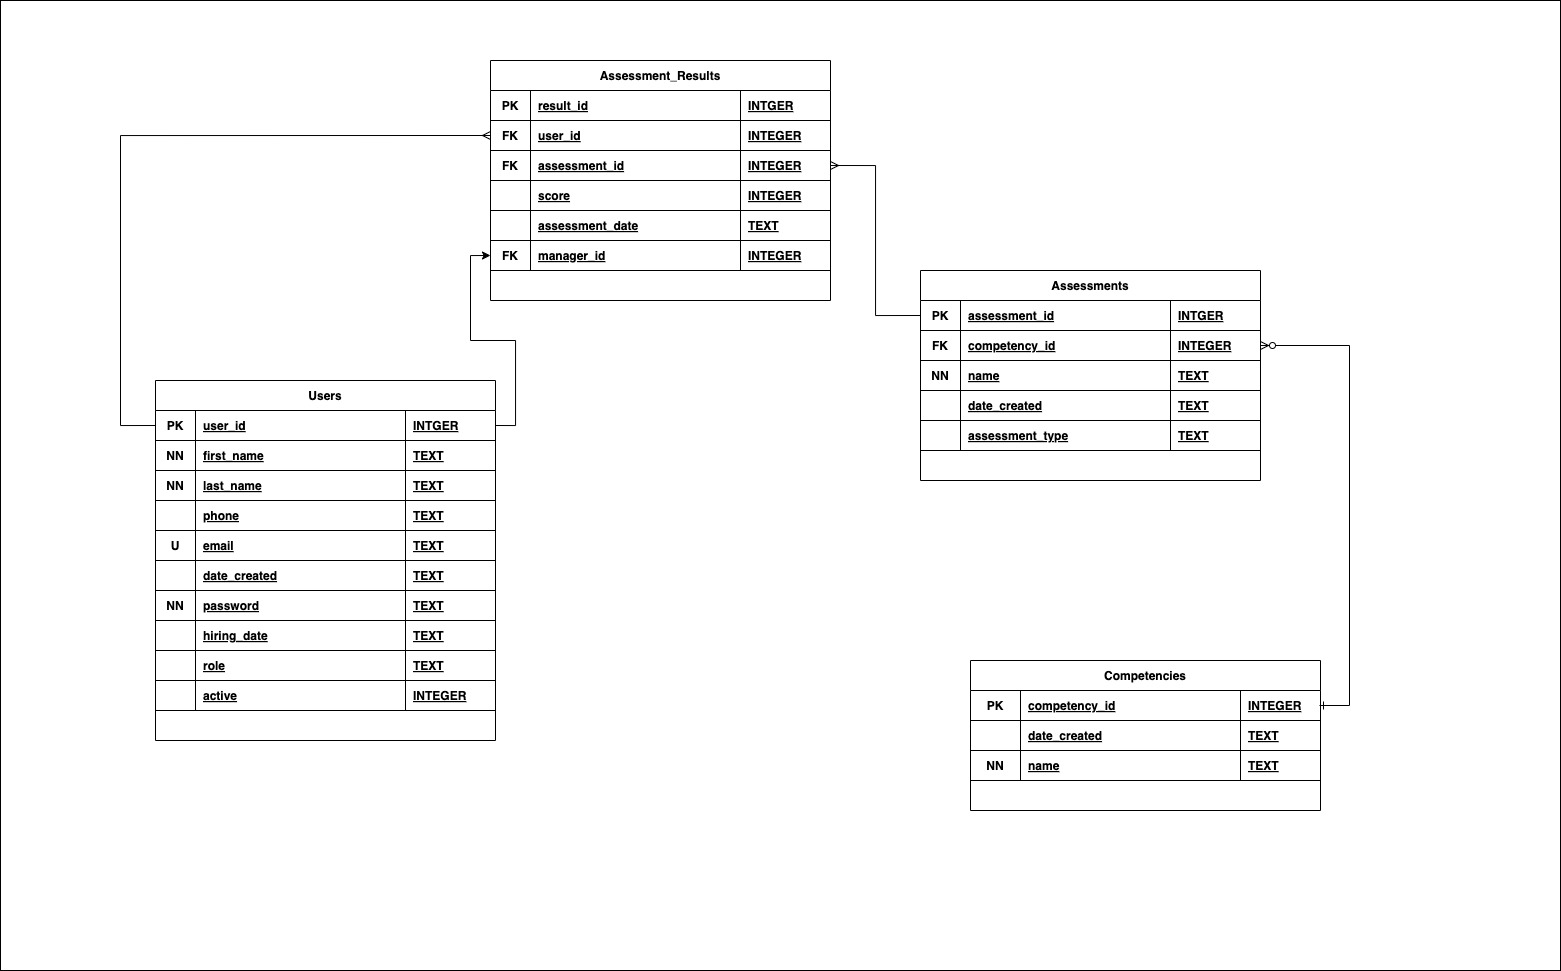 Assessment_Results
PK result_id INTGER
FK user_id INTEGER
FK assessment_id INTEGER
score INTEGER
assessment_date TEXT
FK manager_id INTEGER
Assessments
PK assessment_id INTGER
FK competency_id INTEGER
NN name TEXT
date_created TEXT
assessment_type TEXT
Users
PK user_id INTGER
NN first_name TEXT
NN last_name TEXT
phone TEXT
U email TEXT
date_created TEXT
NN password TEXT
hiring_date TEXT
role TEXT
active INTEGER
Competencies
PK competency_id INTEGER
date_created TEXT
NN name TEXT